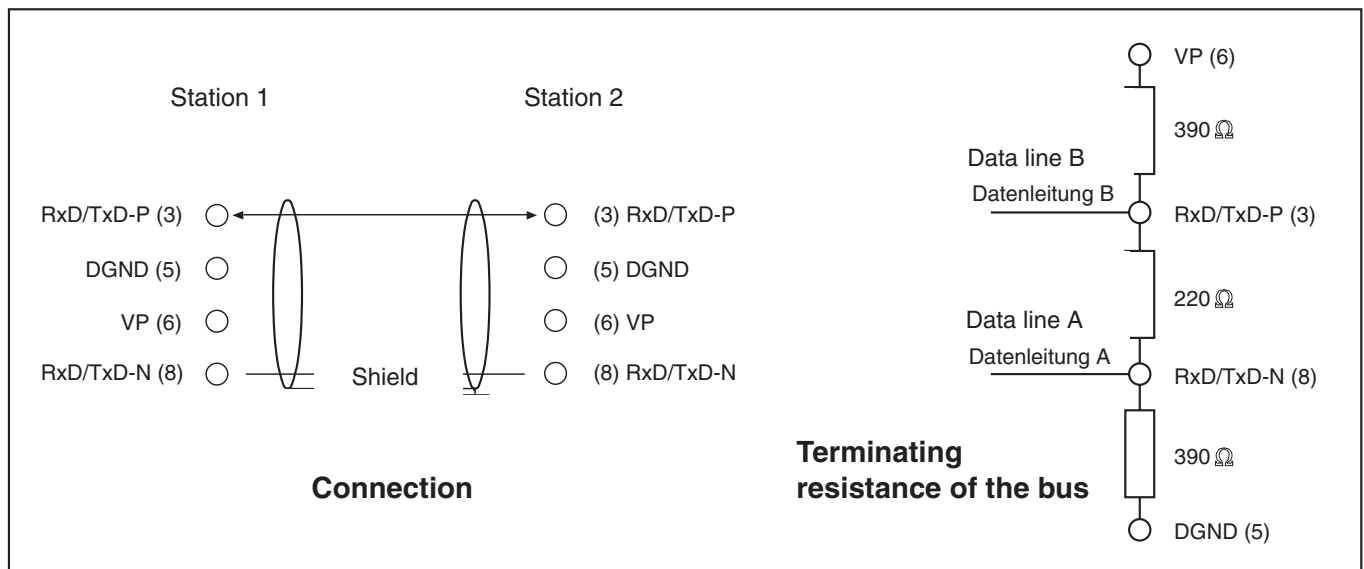 Station 1
Station 2
RxD/TxD-P (3)
(3) RxD/TxD-P
DGND (5)
(5) DGND
VP (6)
(6) VP
RxD/TxD-N (8)
Shield
(8) RxD/TxD-N
Connection
VP (6)
390 Ω
Data line B
Datenleitung B
RxD/TxD-P (3)
220 Ω
Data line A
Datenleitung A
RxD/TxD-N (8)
390 Ω
DGND (5)
Terminating
resistance of the bus